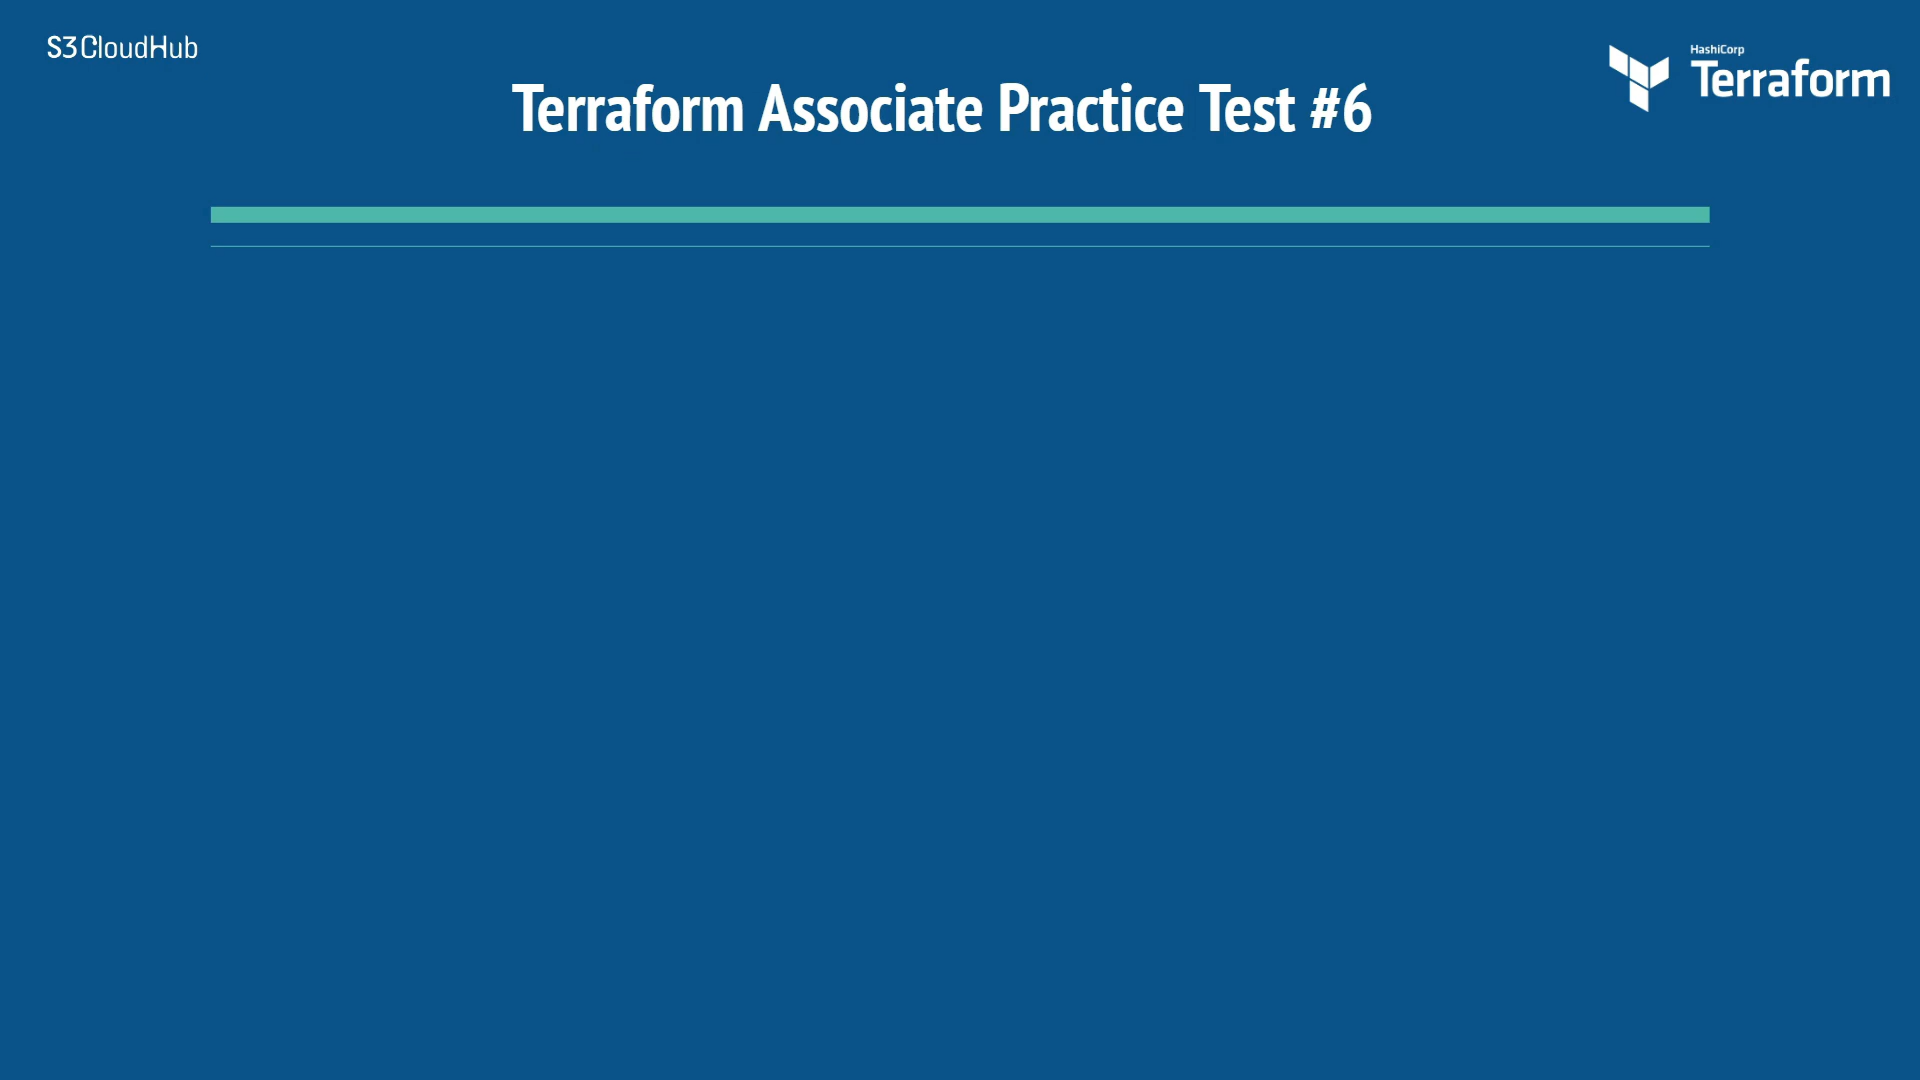 S3CloudHub
HashiCorp
Terraform
Terraform Associate Practice Test #6